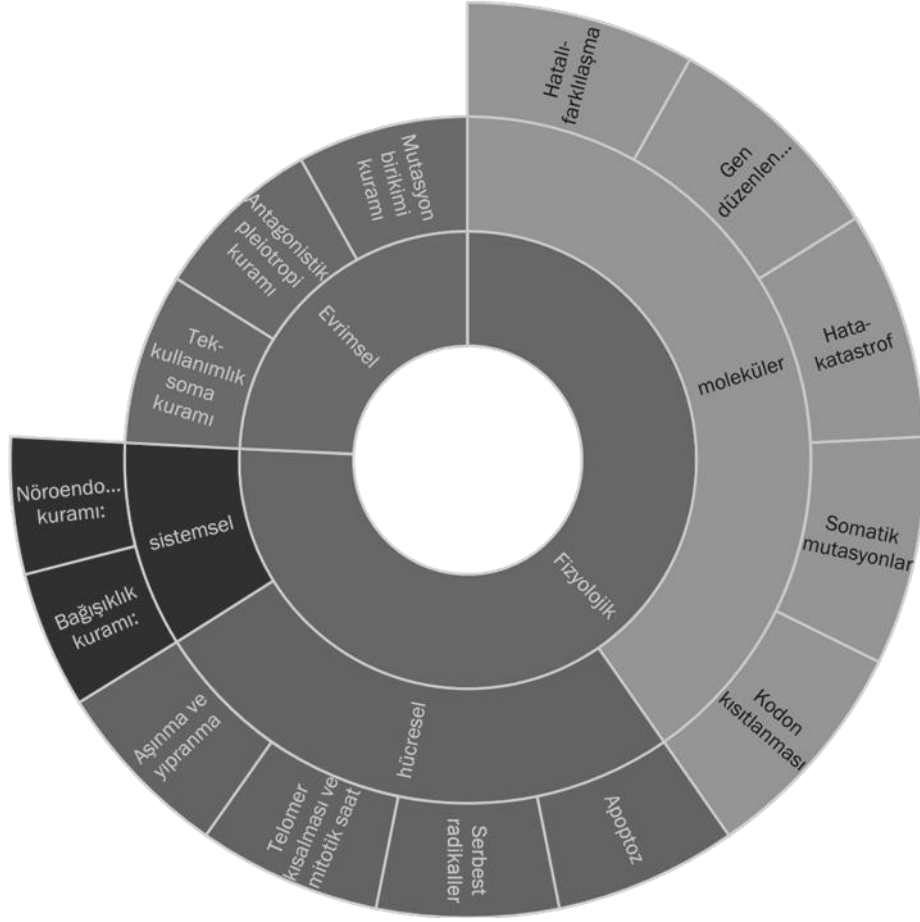 Hatalı-
farklılaşma
Gen
düzenlen...
Hata-
katastrof
Somatik
mutasyonlar
Kodon
kısıtlanması
moleküler
Fizyolojik
Apoptoz
Serbest
radikaller
Telomer
kısalması ve
mitotik saat
Aşınma ve
yıpranma
hücresel
Bağışıklık
kuramı:
Nöroendo...
kuramı:
sistemsel
Evrimsel
Tek-
kullanımlık
soma
kuramı
Antagonistik
pleiotropi
kuramı
Mutasyon
birikimi
kuramı